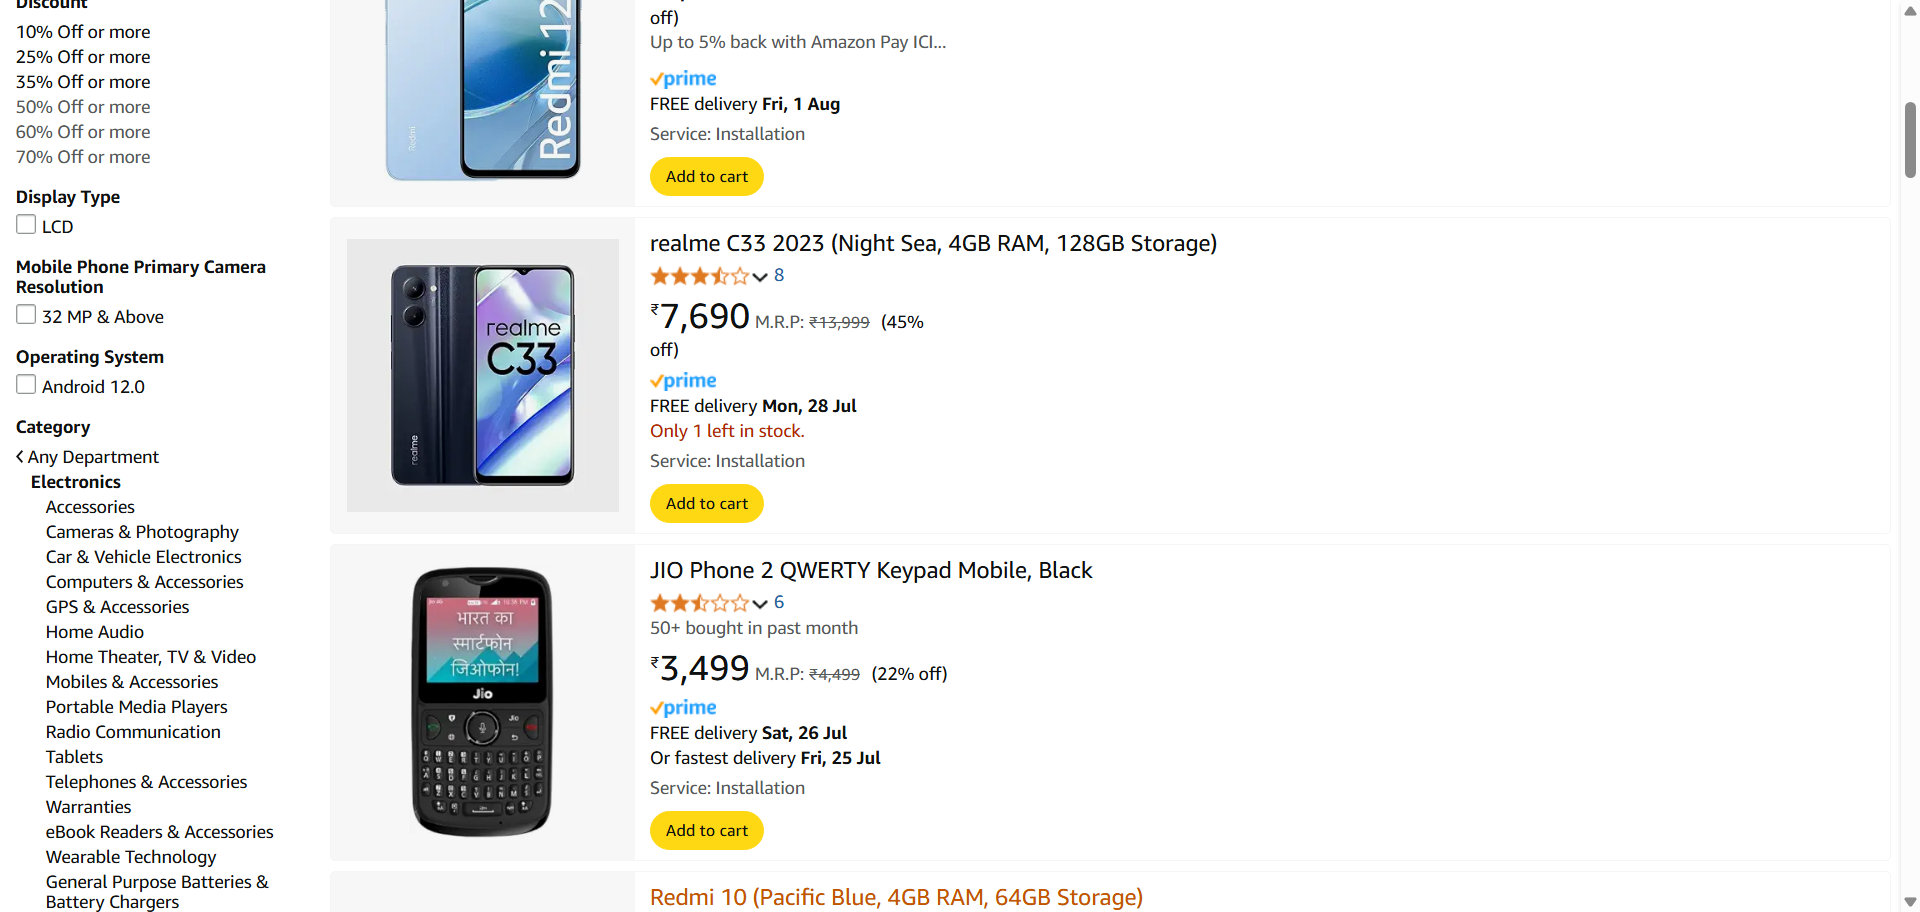 Discount
10% Off or more
25% Off or more
35% Off or more
50% Off or more
60% Off or more
70% Off or more
Display Type
LCD
Mobile Phone Primary Camera
Resolution
32 MP & Above
Operating System
Android 12.0
Category
Any Department
Electronics
Accessories
Cameras & Photography
Car & Vehicle Electronics
Computers & Accessories
GPS & Accessories
Home Audio
Home Theater, TV & Video
Mobiles & Accessories
Portable Media Players
Radio Communication
Tablets
Telephones & Accessories
Warranties
eBook Readers & Accessories
Wearable Technology
General Purpose Batteries &
Battery Chargers
Redmi
Redmi 12
off)
Up to 5% back with Amazon Pay ICI...
prime
FREE delivery Fri, 1 Aug
Service: Installation
Add to cart
realme
C33
realme
realme C33 2023 (Night Sea, 4GB RAM, 128GB Storage)
8
₹7,690 M.R.P: ₹13,999 (45%
off)
prime
FREE delivery Mon, 28 Jul
Only 1 left in stock.
Service: Installation
Add to cart
भारत का
स्मार्टफोन
जिओफोन!
Jio
Jio
JIO Phone 2 QWERTY Keypad Mobile, Black
6
50+ bought in past month
₹3,499 M.R.P: ₹4,499 (22% off)
prime
FREE delivery Sat, 26 Jul
Or fastest delivery Fri, 25 Jul
Service: Installation
Add to cart
Redmi 10 (Pacific Blue, 4GB RAM, 64GB Storage)